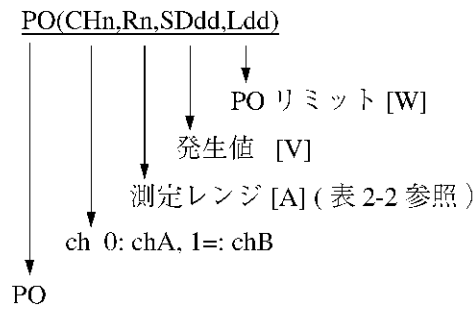 PO(CHn,Rn,SDdd,Ldd)
PO リミット [W]
発生値 [V]
測定レンジ [A] ( 表 2-2 参照 )
ch 0: chA, 1=: chB
PO